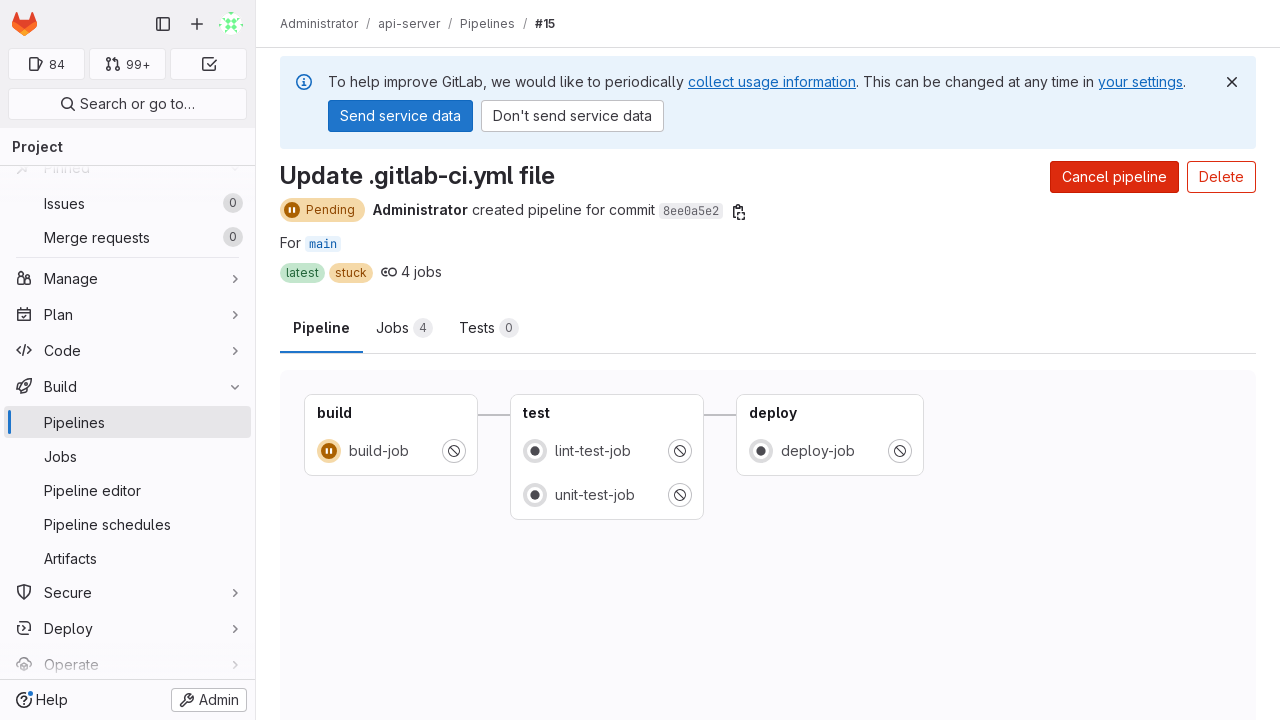 Administrator / api-server / Pipelines / #15
84
99+
Search or go to…
Project
Pinned
Issues 0
Merge requests 0
Manage
Plan
Code
Build
Pipelines
Jobs
Pipeline editor
Pipeline schedules
Artifacts
Secure
Deploy
Operate
Help
Admin
To help improve GitLab, we would like to periodically collect usage information. This can be changed at any time in your settings.
Send service data
Don't send service data
Update .gitlab-ci.yml file
Cancel pipeline
Delete
Pending Administrator created pipeline for commit 8ee0a5e2
For main
latest stuck 4 jobs
Pipeline Jobs 4 Tests 0
build
build-job
test
lint-test-job
unit-test-job
deploy
deploy-job